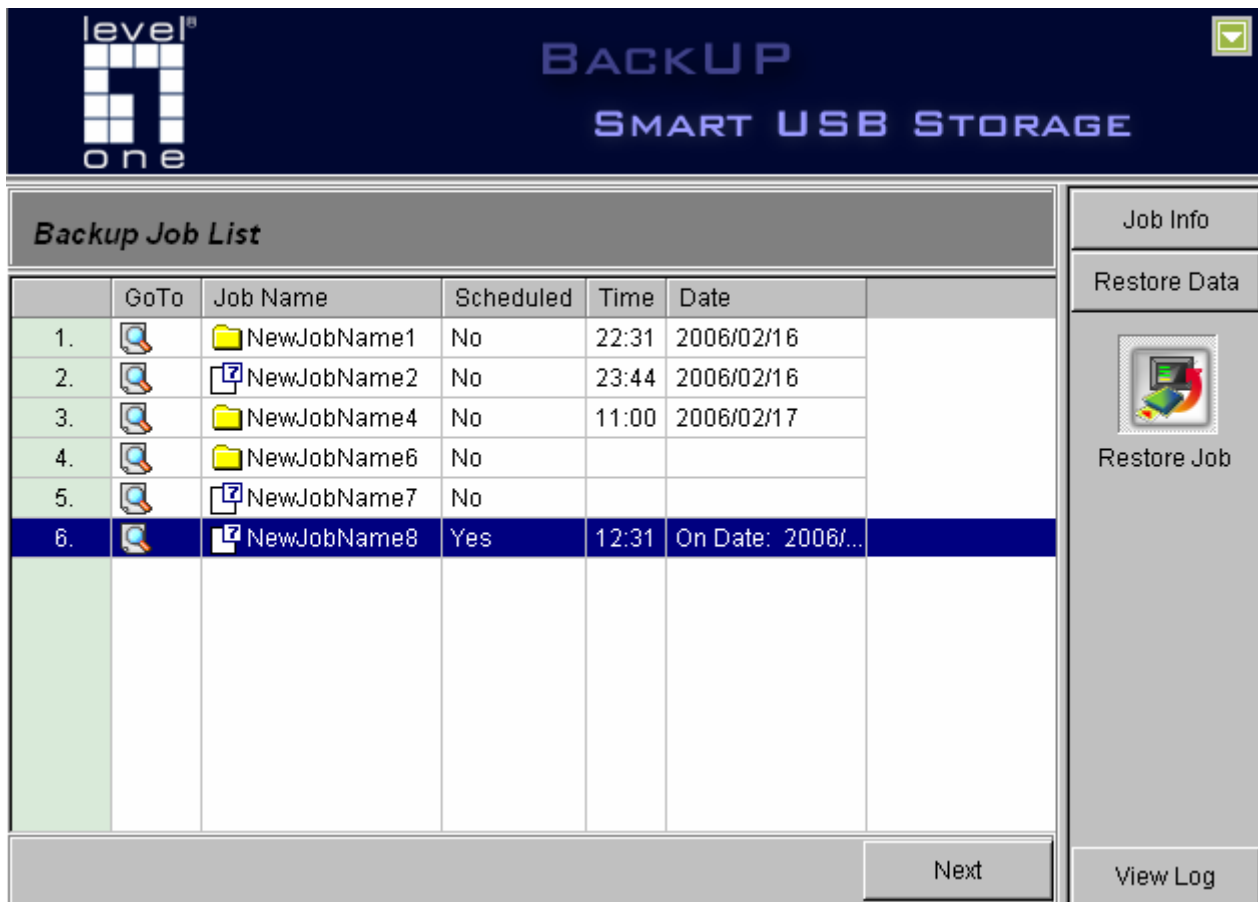 level®
one
BACKUP
SMART USB STORAGE
Backup Job List
GoTo Job Name Scheduled Time Date
1. NewJobName1 No 22:31 2006/02/16
2. NewJobName2 No 23:44 2006/02/16
3. NewJobName4 No 11:00 2006/02/17
4. NewJobName6 No
5. NewJobName7 No
6. NewJobName8 Yes 12:31 On Date: 2006/...
Next
Job Info
Restore Data
Restore Job
View Log